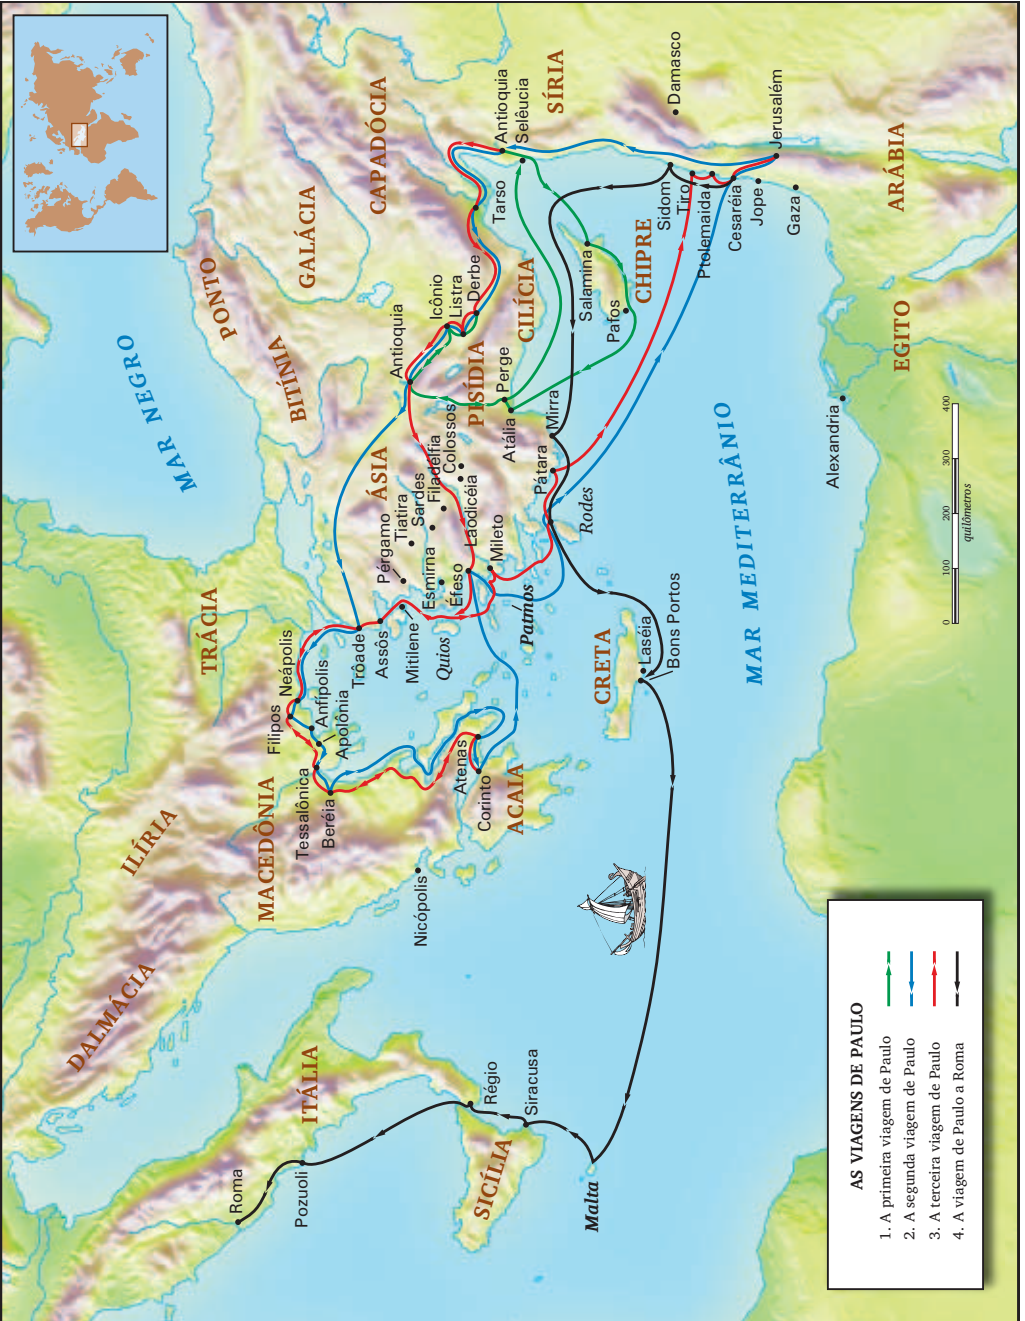 MAR NEGRO
PONTO
BITÍNIA
GALÁCIA
CAPADÓCIA
SÍRIA
Damasco
Antioquia
Selêucia
Tarso
Derbe
Listra
Icônio
Antioquia
CILÍCIA
PISÍDIA
Perge
Atália
Mirra
Pátara
Rodes
CHIPRE
Salamina
Pafos
Sidom
Tiro
Ptolemaida
Cesaréia
Jope
Jerusalém
Gaza
ARÁBIA
EGITO
Alexandria
ÁSIA
Colossos
Laodicéia
Filadélfia
Sardes
Tiatira
Pérgamo
Esmirna
Éfeso
Mileto
Patmos
Quios
Mitilene
Assôs
Trôade
TRÁCIA
Neápolis
Filipos
Anfípolis
Apolônia
Tessalônica
Beréia
MACEDÔNIA
ILÍRIA
DALMÁCIA
Nicópolis
Atenas
Corinto
ACAIA
CRETA
Laséia
Bons Portos
MAR MEDITERRÂNIO
0 100 200 300 400
quilômetros
ITÁLIA
Roma
Pozuoli
Régio
Siracusa
SICÍLIA
Malta
AS VIAGENS DE PAULO
1. A primeira viagem de Paulo
2. A segunda viagem de Paulo
3. A terceira viagem de Paulo
4. A viagem de Paulo a Roma